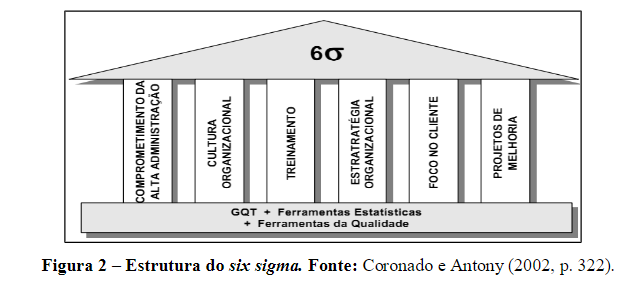 6σ
COMPROMETIMENTO DA
ALTA ADMINISTRAÇÃO
CULTURA
ORGANIZACIONAL
TREINAMENTO
ESTRATRATÉGIA
ORGANIZACIONAL
FOCO NO CLIENTE
PROJETOS DE
MELHORIA
GQT + Ferramentas Estatísticas
+ Ferramentas da Qualidade
Figura 2 – Estrutura do six sigma. Fonte: Coronado e Antony (2002, p. 322).